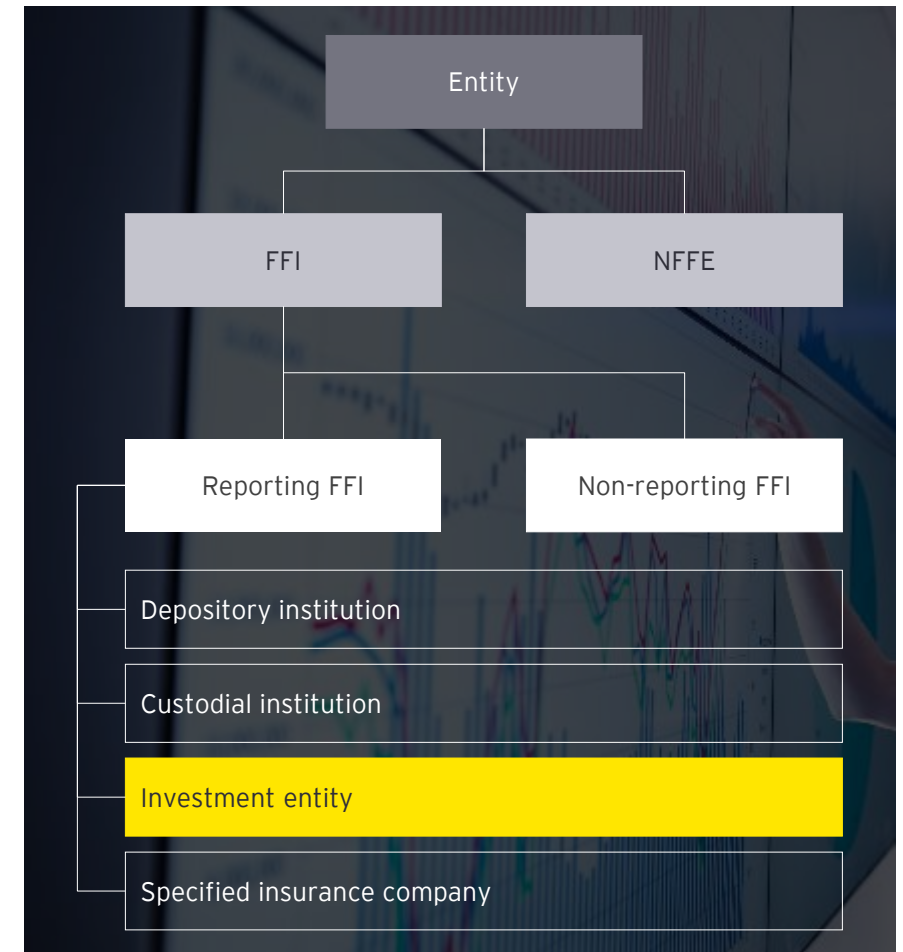 Entity
FFI
NFFE
Reporting FFI
Non-reporting FFI
Depository institution
Custodial institution
Investment entity
Specified insurance company